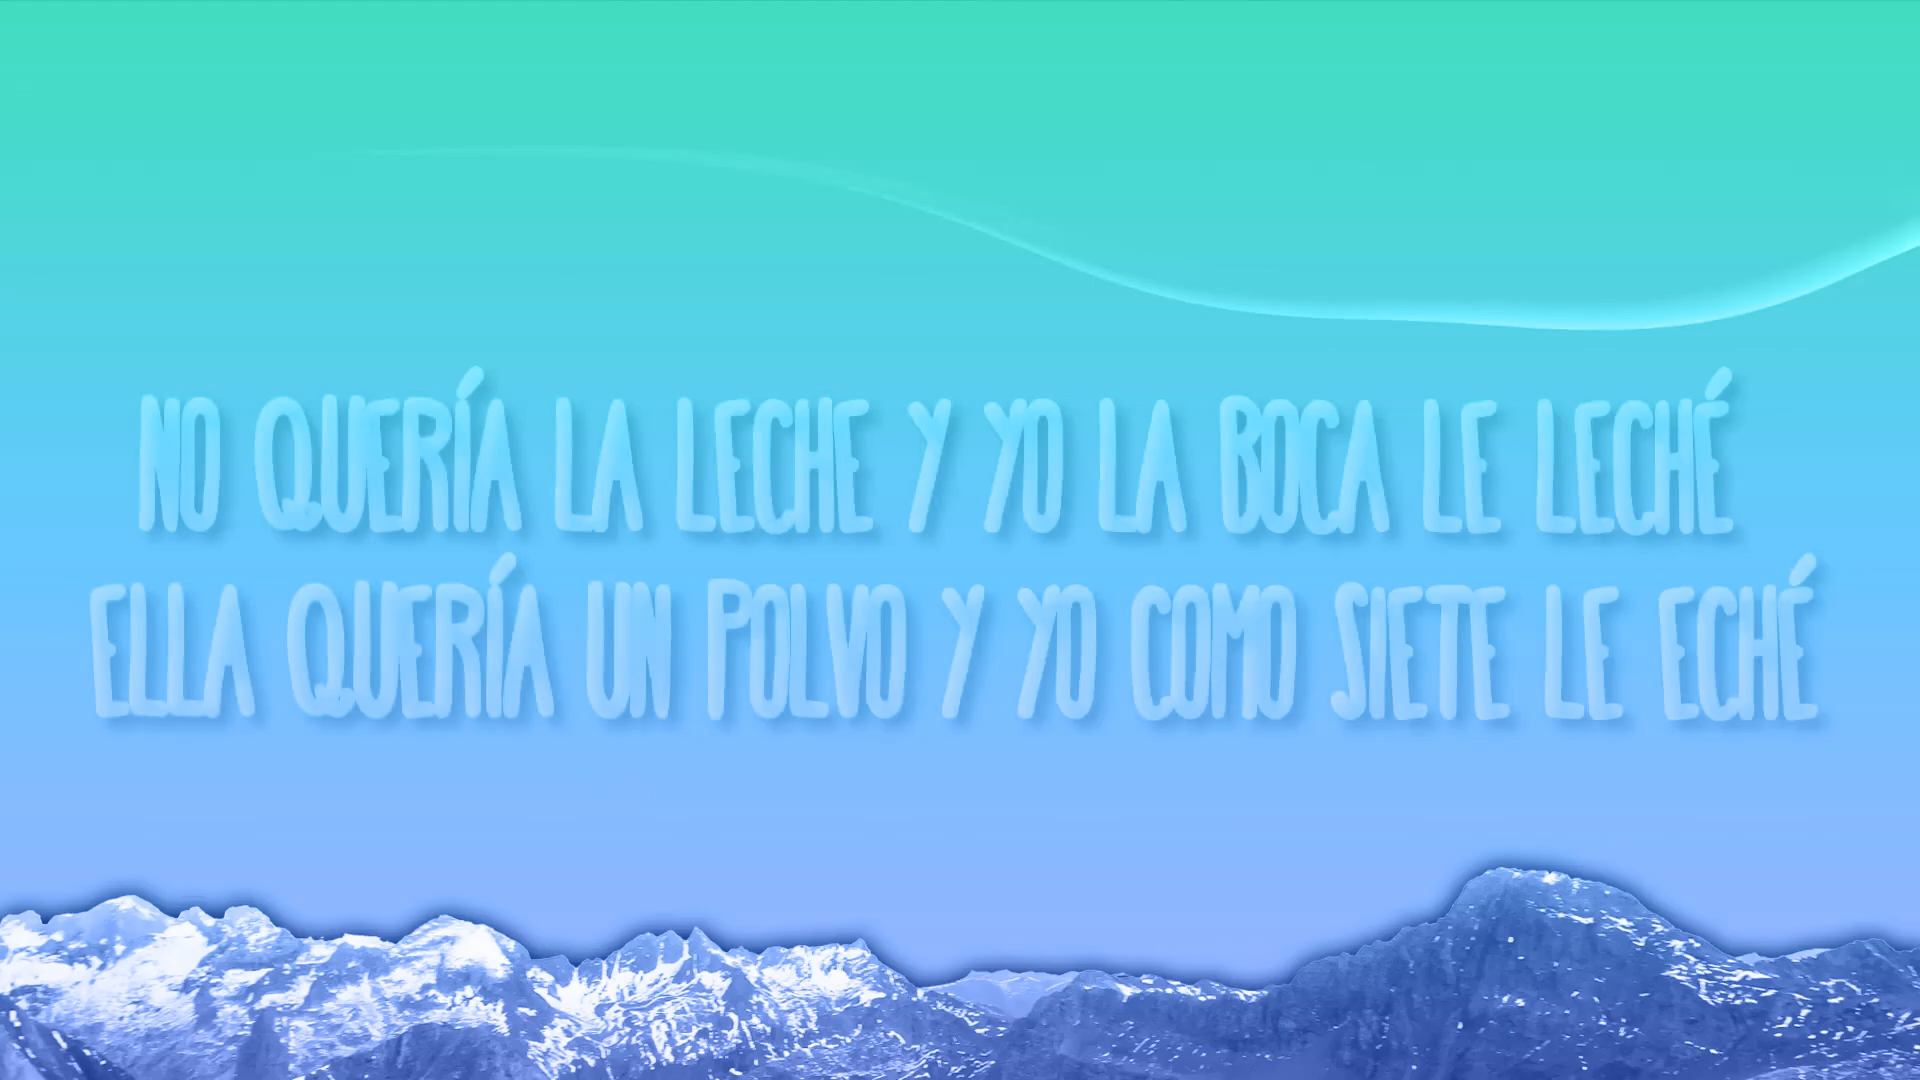 NO QUERÍA LA LECHE Y YO LA BOCA LE LECHÉ
ELLA QUERÍA UN POLVO Y YO COMO SIETE LE ECHÉ